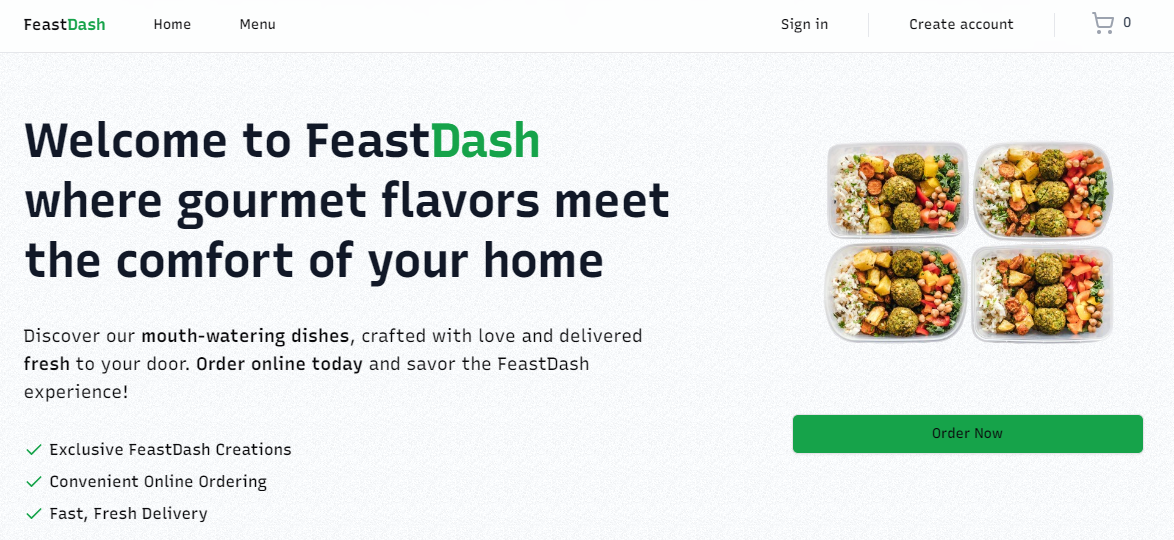 FeastDash Home Menu Sign in Create account 0
Welcome to FeastDash
where gourmet flavors meet
the comfort of your home
Discover our mouth-watering dishes, crafted with love and delivered
fresh to your door. Order online today and savor the FeastDash
experience!
Exclusive FeastDash Creations
Convenient Online Ordering
Fast, Fresh Delivery
Order Now